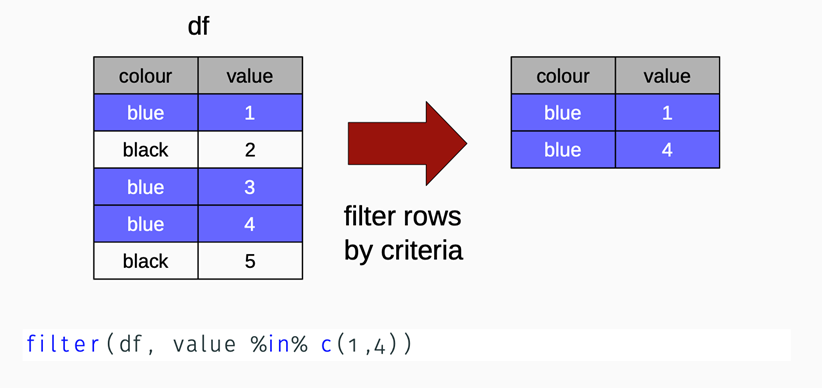 df
colour value
blue 1
black 2
blue 3
blue 4
black 5
filter rows
by criteria
colour value
blue 1
blue 4
filter(df, value %in% c(1,4))